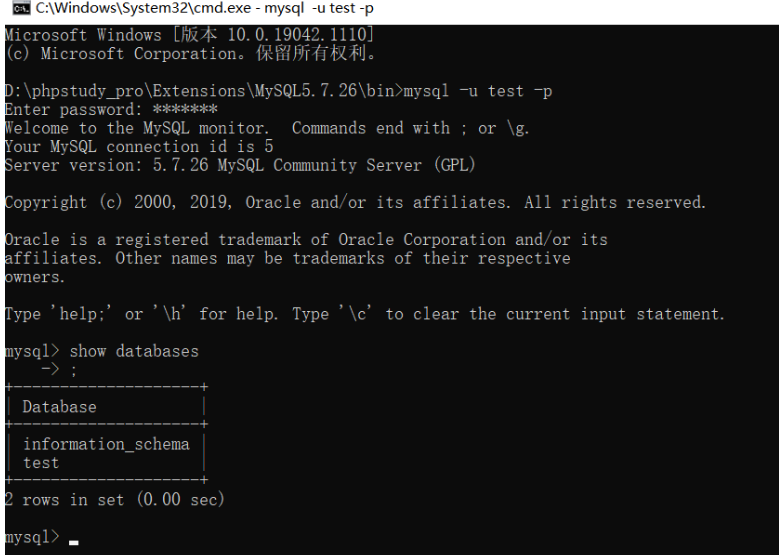 C:\Windows\System32\cmd.exe - mysql  -u test -p
Microsoft Windows [版本 10.0.19042.1110]
(c) Microsoft Corporation。保留所有权利。
D:\phpstudy_pro\Extensions\MySQL5.7.26\bin>mysql -u test -p
Enter password: *******
Welcome to the MySQL monitor.  Commands end with ; or \g.
Your MySQL connection id is 5
Server version: 5.7.26 MySQL Community Server (GPL)
Copyright (c) 2000, 2019, Oracle and/or its affiliates. All rights reserved.
Oracle is a registered trademark of Oracle Corporation and/or its
affiliates. Other names may be trademarks of their respective
owners.
Type 'help;' or '\h' for help. Type '\c' to clear the current input statement.
mysql> show databases
    -> ;
+--------------------+
| Database           |
+--------------------+
| information_schema |
| test               |
+--------------------+
2 rows in set (0.00 sec)
mysql>